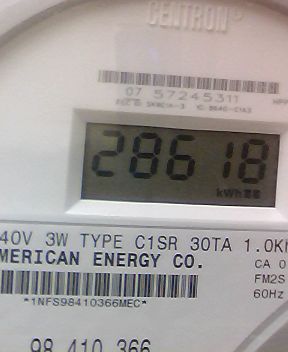 CENTRON®
07 57245311
28618
kWh
40V 3W TYPE C1SR 30TA 1.0Kh
MERICAN ENERGY CO.
CA 0
FM2S
*1NFS98410366MEC*
60Hz
98 410 366